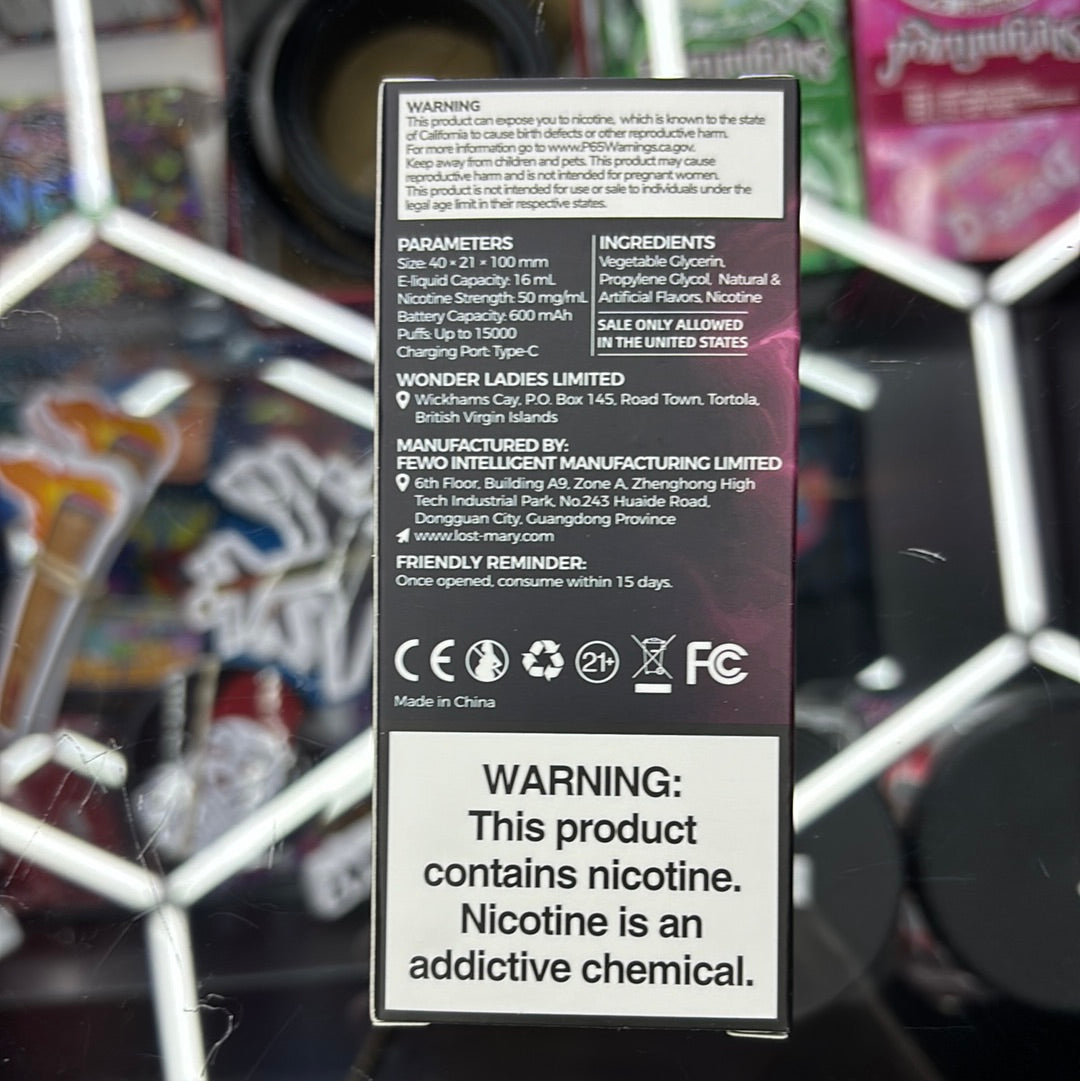 WARNING
This product can expose you to nicotine, which is known to the state
of California to cause birth defects or other reproductive harm.
For more information go to www.P65Warnings.ca.gov.
Keep away from children and pets. This product may cause
reproductive harm and is not intended for pregnant women.
This product is not intended for use or sale to individuals under the
legal age limit in their respective states.
PARAMETERS
Size: 40 × 21 × 100 mm
E-liquid Capacity: 16 mL
Nicotine Strength: 50 mg/mL
Battery Capacity: 600 mAh
Puffs: Up to 15000
Charging Port: Type-C
INGREDIENTS
Vegetable Glycerin,
Propylene Glycol, Natural &
Artificial Flavors, Nicotine
SALE ONLY ALLOWED
IN THE UNITED STATES
WONDER LADIES LIMITED
Wickhams Cay, P.O. Box 145, Road Town, Tortola,
British Virgin Islands
MANUFACTURED BY:
FEWO INTELLIGENT MANUFACTURING LIMITED
6th Floor, Building A9, Zone A, Zhenghong High
Tech Industrial Park, No.243 Huaide Road,
Dongguan City, Guangdong Province
www.lost-mary.com
FRIENDLY REMINDER:
Once opened, consume within 15 days.
CE 21+ FC
Made in China
WARNING:
This product
contains nicotine.
Nicotine is an
addictive chemical.